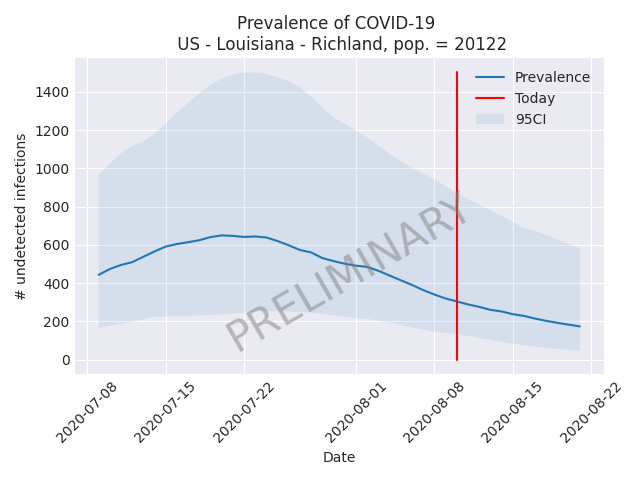 Prevalence of COVID-19
US - Louisiana - Richland, pop. = 20122
Prevalence
Today
95CI
# undetected infections
1400
1200
1000
800
600
400
200
0
PRELIMINARY
2020-07-08
2020-07-15
2020-07-22
2020-08-01
2020-08-08
2020-08-15
2020-08-22
Date